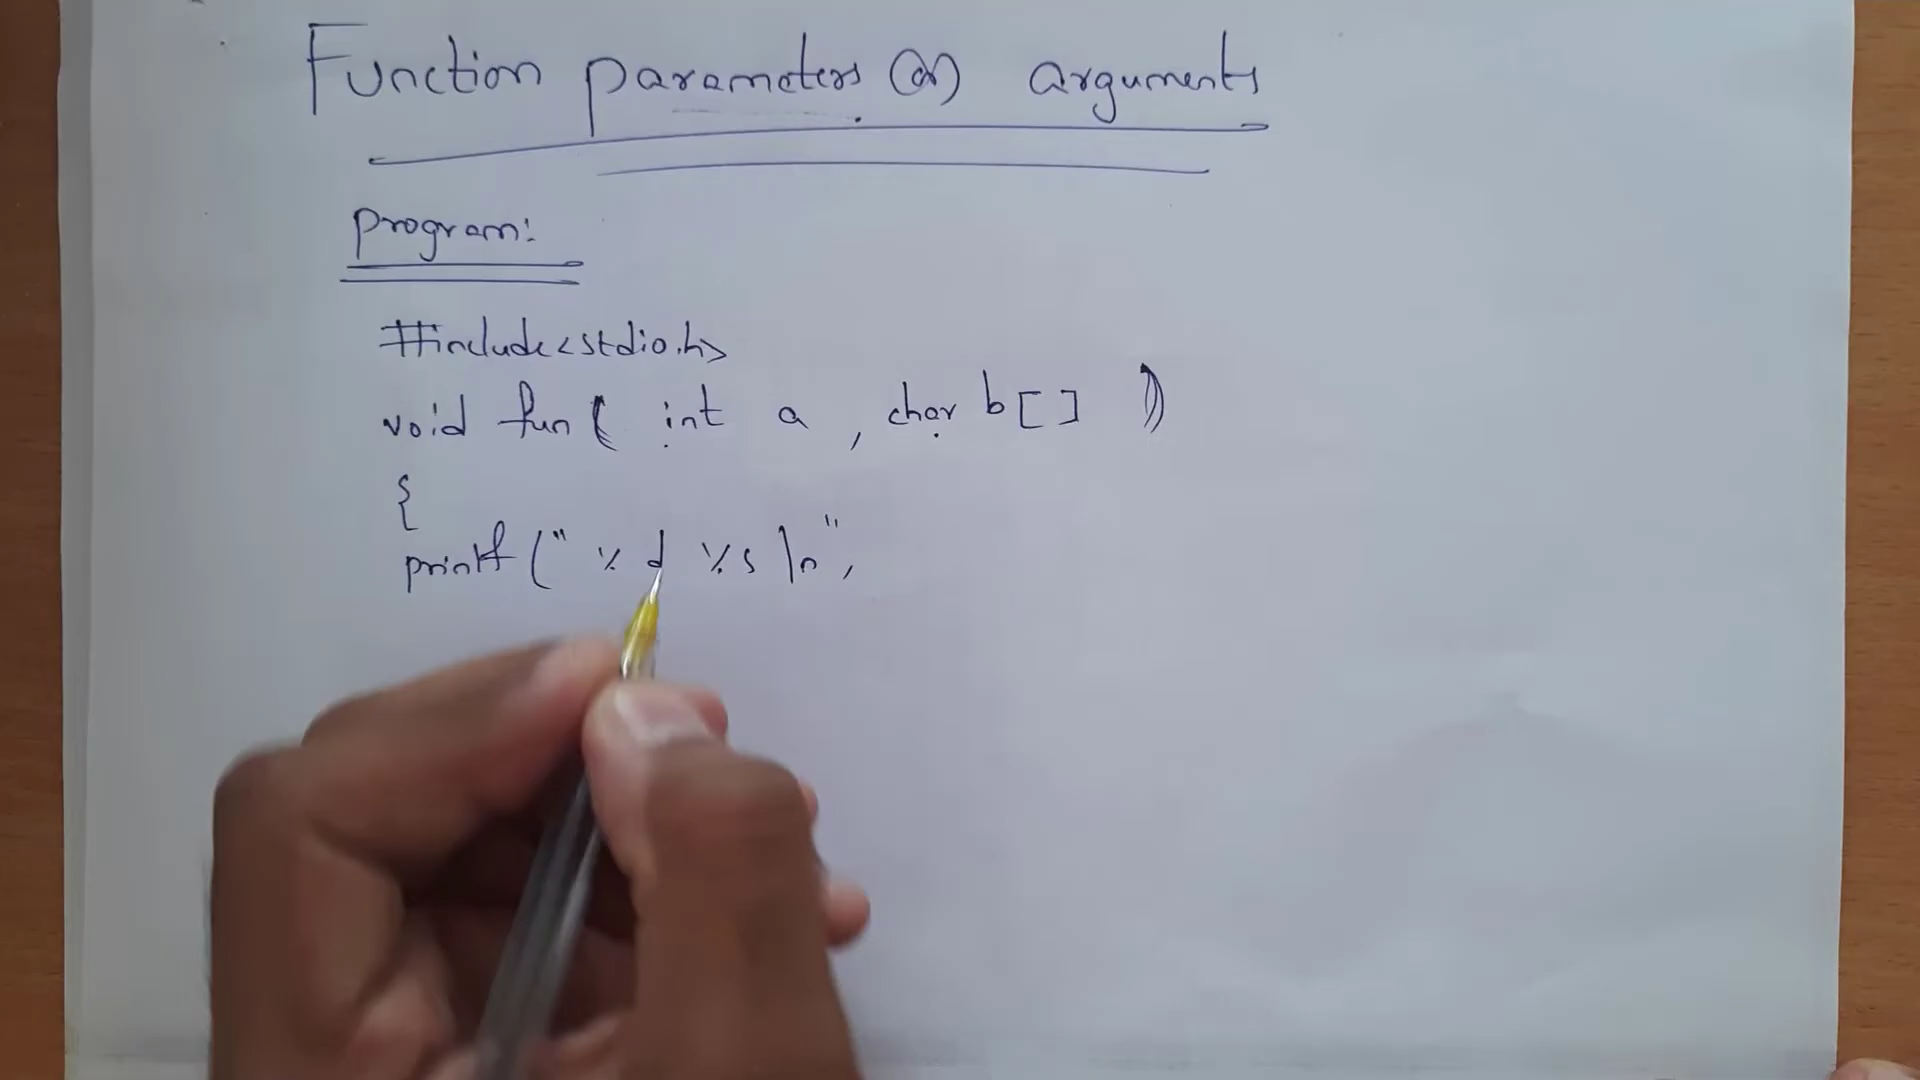 Function parameters (or) arguments
Program:
#include<stdio.h>
void fun( int a , char b[] )
{
printf (" %d %s \n",